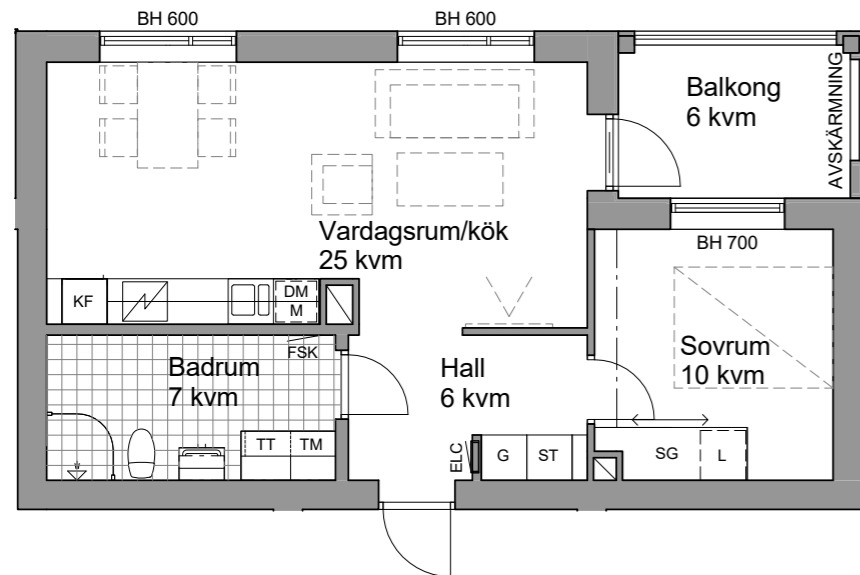 BH 600
BH 600
Balkong
6 kvm
AVSKÄRMNING
Vardagsrum/kök
25 kvm
BH 700
KF
DM
M
FSK
Badrum
7 kvm
Hall
6 kvm
Sovrum
10 kvm
TT
TM
ELC
G
ST
SG
L